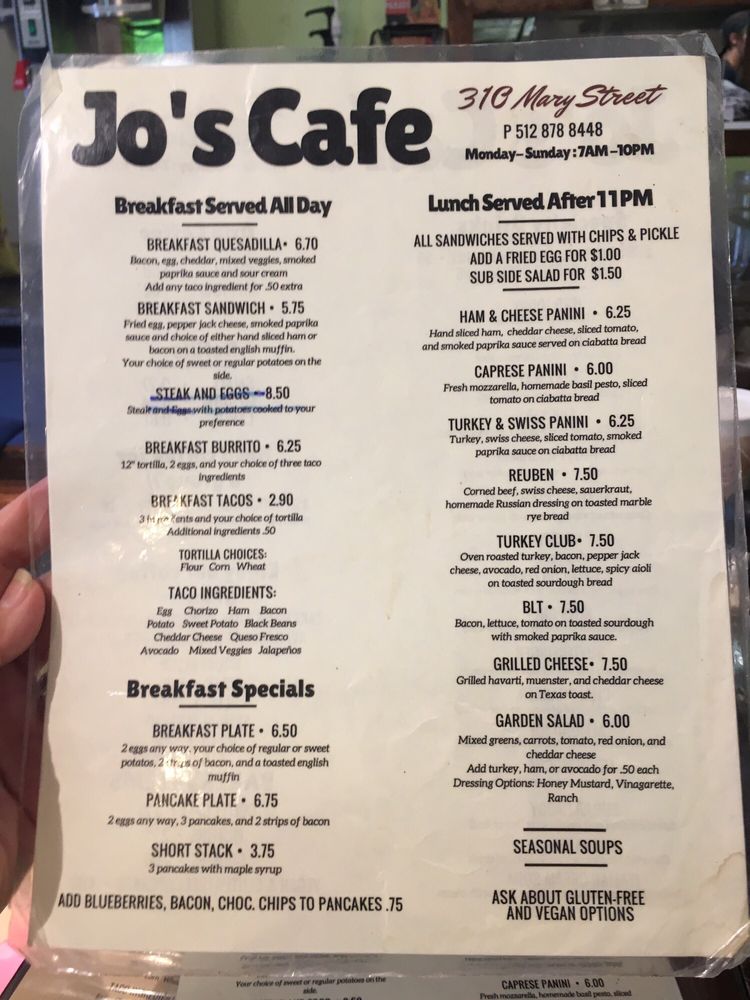 Jo's Cafe
310 Mary Street
P 512 878 8448
Monday-Sunday: 7AM-10PM
Breakfast Served All Day
BREAKFAST QUESADILLA • 6.70
Bacon, egg, cheddar, mixed veggies, smoked
paprika sauce and sour cream
Add any taco ingredient for .50 extra
BREAKFAST SANDWICH • 5.75
Fried egg, pepper jack cheese, smoked paprika
sauce and choice of either hand sliced ham or
bacon on a toasted english muffin.
Your choice of sweet or regular potatoes on the
side.
STEAK AND EGGS • 8.50
Steak and Eggs with potatoes cooked to your
preference
BREAKFAST BURRITO • 6.25
12" tortilla, 2 eggs, and your choice of three taco
ingredients
BREAKFAST TACOS • 2.90
3 and your choice of tortilla
Additional ingredients .50
TORTILLA CHOICES:
Flour Corn Wheat
TACO INGREDIENTS:
Egg Chorizo Ham Bacon
Potato Sweet Potato Black Beans
Cheddar Cheese Queso Fresco
Avocado Mixed Veggies Jalapeños
Breakfast Specials
BREAKFAST PLATE • 6.50
2 eggs any way, your choice of regular or sweet
potatos, 2 strips of bacon, and a toasted english
muffin
PANCAKE PLATE • 6.75
2 eggs any way, 3 pancakes, and 2 strips of bacon
SHORT STACK • 3.75
3 pancakes with maple syrup
ADD BLUEBERRIES, BACON, CHOC. CHIPS TO PANCAKES .75
Lunch Served After 11PM
ALL SANDWICHES SERVED WITH CHIPS & PICKLE
ADD A FRIED EGG FOR $1.00
SUB SIDE SALAD FOR $1.50
HAM & CHEESE PANINI • 6.25
Hand sliced ham, cheddar cheese, sliced tomato,
and smoked paprika sauce served on ciabatta bread
CAPRESE PANINI • 6.00
Fresh mozzarella, homemade basil pesto, sliced
tomato on ciabatta bread
TURKEY & SWISS PANINI • 6.25
Turkey, swiss cheese, sliced tomato, smoked
paprika sauce on ciabatta bread
REUBEN • 7.50
Corned beef, swiss cheese, sauerkraut,
homemade Russian dressing on toasted marble
rye bread
TURKEY CLUB • 7.50
Oven roasted turkey, bacon, pepper jack
cheese, avocado, red onion, lettuce, spicy aioli
on toasted sourdough bread
BLT • 7.50
Bacon, lettuce, tomato on toasted sourdough
with smoked paprika sauce.
GRILLED CHEESE • 7.50
Grilled havarti, muenster, and cheddar cheese
on Texas toast.
GARDEN SALAD • 6.00
Mixed greens, carrots, tomato, red onion, and
cheddar cheese
Add turkey, ham, or avocado for .50 each
Dressing Options: Honey Mustard, Vinagarette,
Ranch
SEASONAL SOUPS
ASK ABOUT GLUTEN-FREE
AND VEGAN OPTIONS
Your choice of sweet or regular potatoes on the
side.
CAPRESE PANINI • 6.00
Fresh mozzarella, homemade basil pesto, sliced